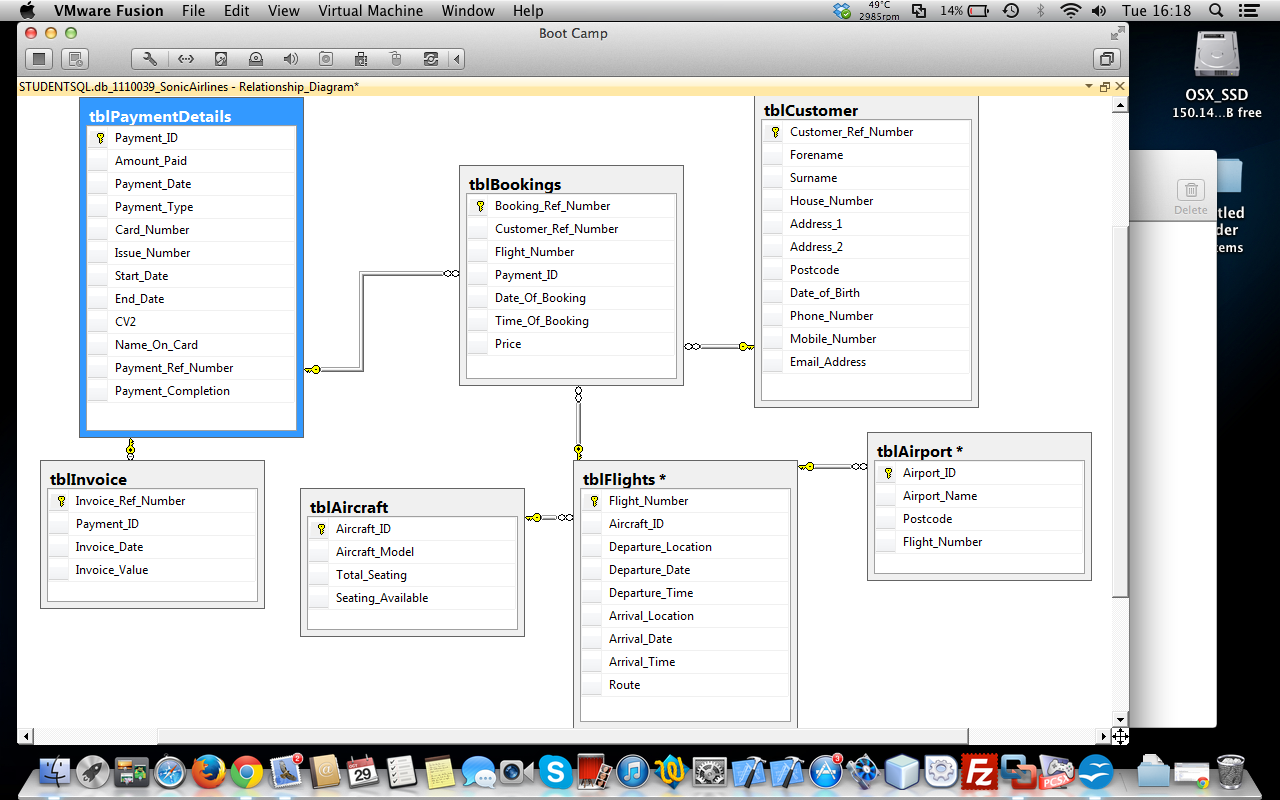 VMware Fusion File Edit View Virtual Machine Window Help
49°C
2985rpm
14%
Tue 16:18
Boot Camp
STUDENTSQL.db_1110039_SonicAirlines - Relationship_Diagram*
tblPaymentDetails
Payment_ID
Amount_Paid
Payment_Date
Payment_Type
Card_Number
Issue_Number
Start_Date
End_Date
CV2
Name_On_Card
Payment_Ref_Number
Payment_Completion
tblBookings
Booking_Ref_Number
Customer_Ref_Number
Flight_Number
Payment_ID
Date_Of_Booking
Time_Of_Booking
Price
tblCustomer
Customer_Ref_Number
Forename
Surname
House_Number
Address_1
Address_2
Postcode
Date_of_Birth
Phone_Number
Mobile_Number
Email_Address
tblInvoice
Invoice_Ref_Number
Payment_ID
Invoice_Date
Invoice_Value
tblAircraft
Aircraft_ID
Aircraft_Model
Total_Seating
Seating_Available
tblFlights *
Flight_Number
Aircraft_ID
Departure_Location
Departure_Date
Departure_Time
Arrival_Location
Arrival_Date
Arrival_Time
Route
tblAirport *
Airport_ID
Airport_Name
Postcode
Flight_Number
OSX_SSD
150.14...B free
Delete
tled
der
ems
2
OCT
29
3
Fz